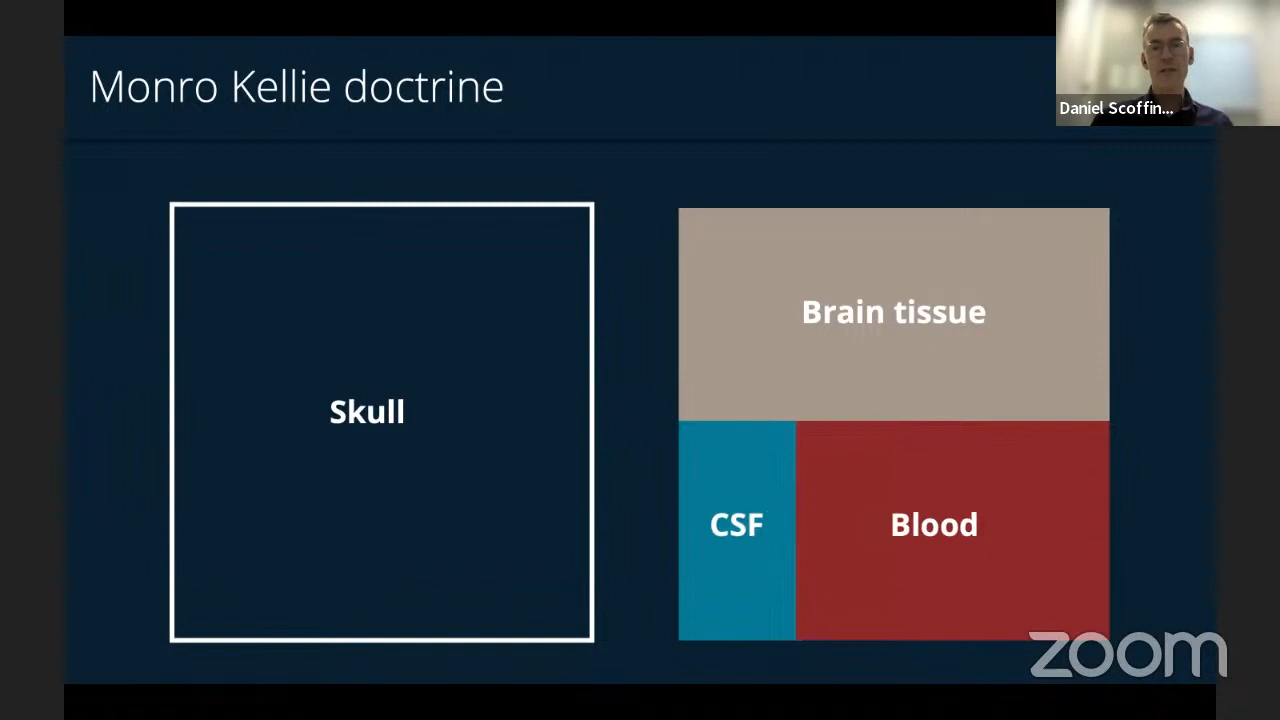 Monro Kellie doctrine
Daniel Scoffin...
Skull
Brain tissue
CSF
Blood
zoom